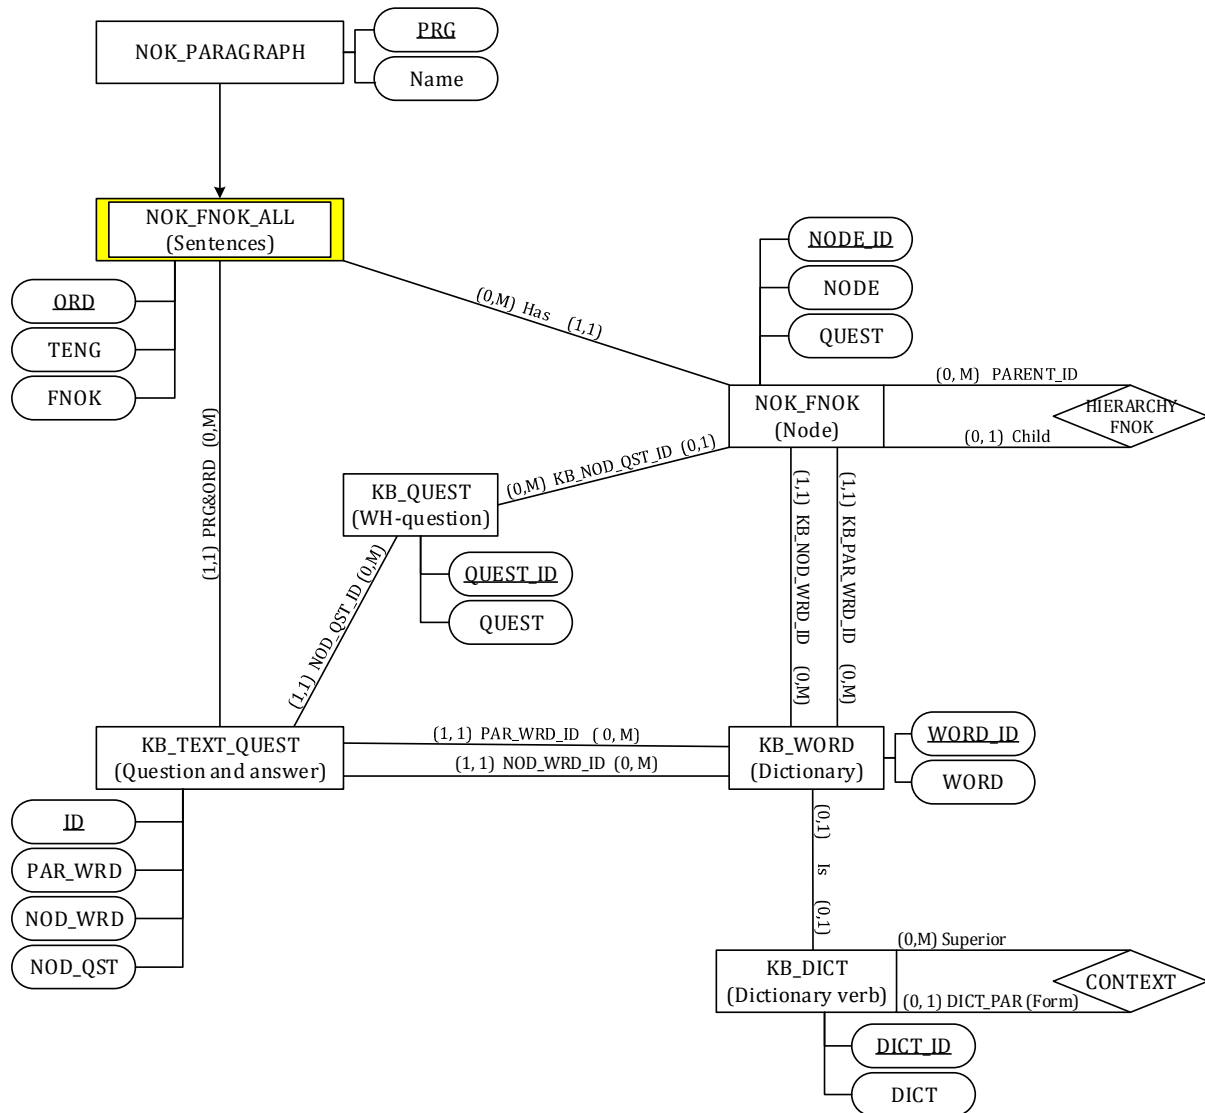 PRG
NOK_PARAGRAPH
Name
NOK_FNOK_ALL
(Sentences)
ORD
TENG
FNOK
(0,M) Has (1,1)
NODE_ID
NODE
QUEST
NOK_FNOK
(Node)
(0, M) PARENT_ID
(0, 1) Child
HIERARCHY
FNOK
(1,1) PRG&ORD (0,M)
(0,M) KB_NOD_QST_ID (0,1)
KB_QUEST
(WH-question)
QUEST_ID
QUEST
(1,1) NOD_QST_ID (0,M)
(1,1) KB_NOD_WRD_ID (0,M)
(1,1) KB_PAR_WRD_ID (0,M)
KB_TEXT_QUEST
(Question and answer)
(1, 1) PAR_WRD_ID ( 0, M)
(1, 1) NOD_WRD_ID (0, M)
KB_WORD
(Dictionary)
WORD_ID
WORD
ID
PAR_WRD
NOD_WRD
NOD_QST
(0,1) Is (0,1)
KB_DICT
(Dictionary verb)
(0,M) Superior
(0, 1) DICT_PAR (Form)
CONTEXT
DICT_ID
DICT